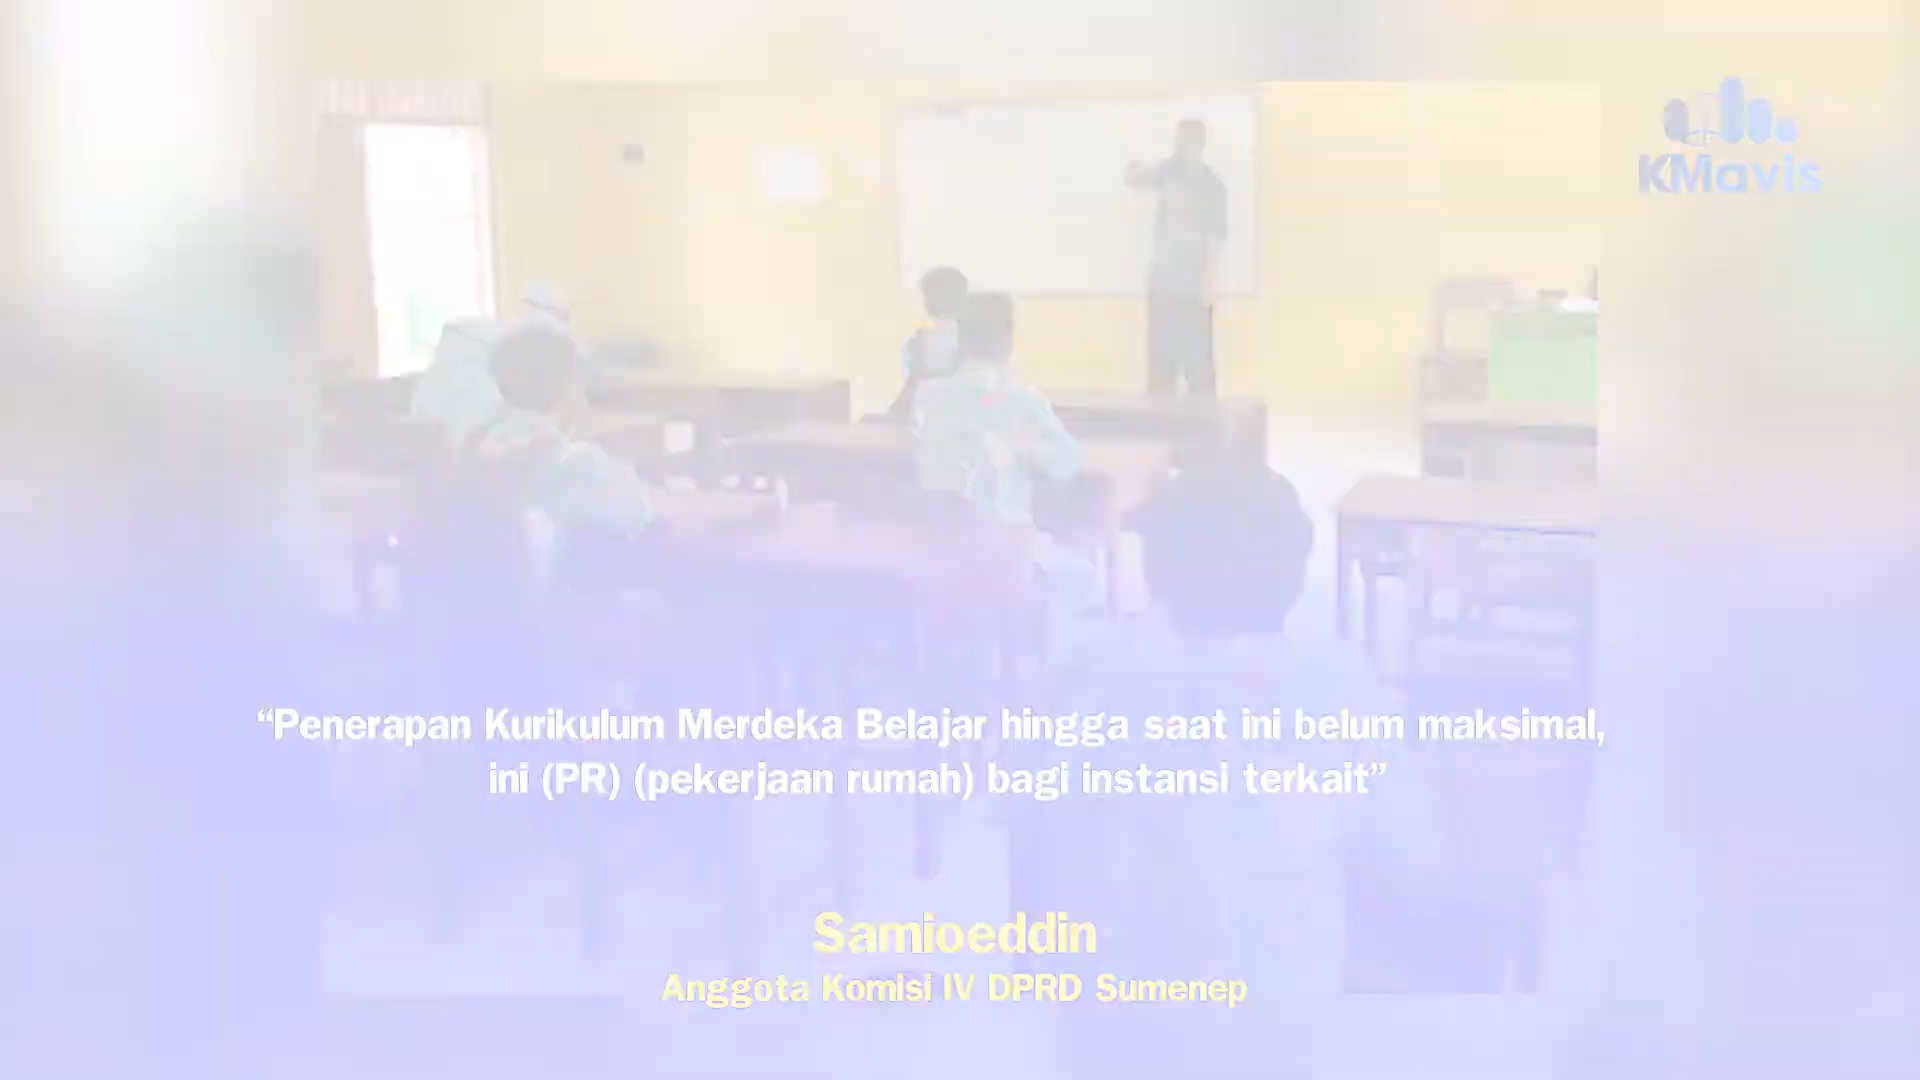 KMavis
“Penerapan Kurikulum Merdeka Belajar hingga saat ini belum maksimal,
ini (PR) (pekerjaan rumah) bagi instansi terkait”
Samioeddin
Anggota Komisi IV DPRD Sumenep